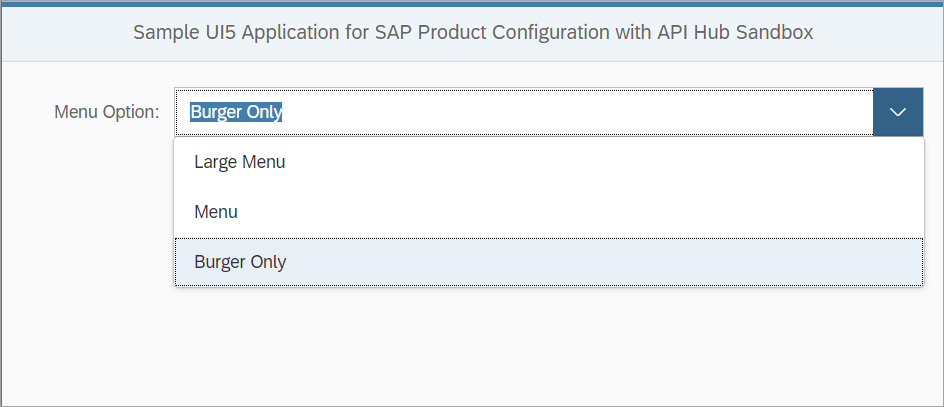 Sample UI5 Application for SAP Product Configuration with API Hub Sandbox
Menu Option: Burger Only
Large Menu
Menu
Burger Only